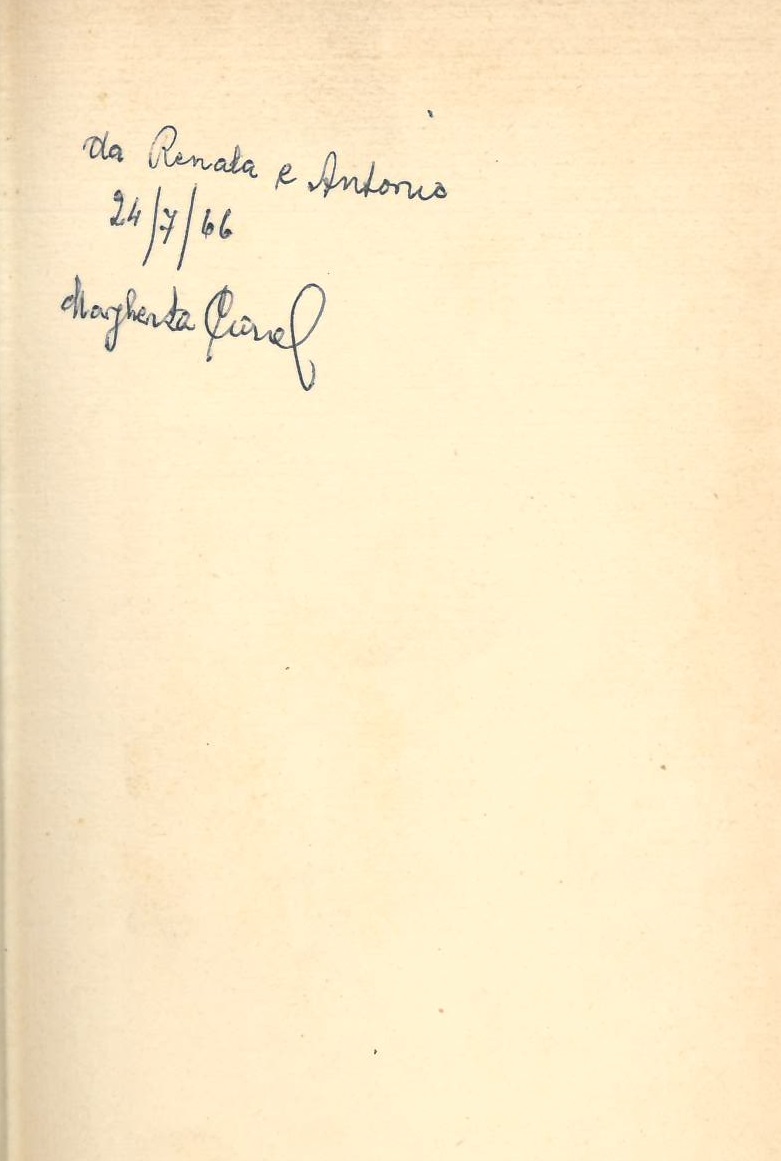 da Renata e Antonio
24/7/66
Margherita